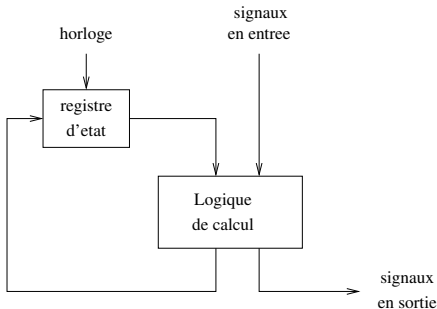 signaux
en entree
horloge
registre
d'etat
Logique
de calcul
signaux
en sortie